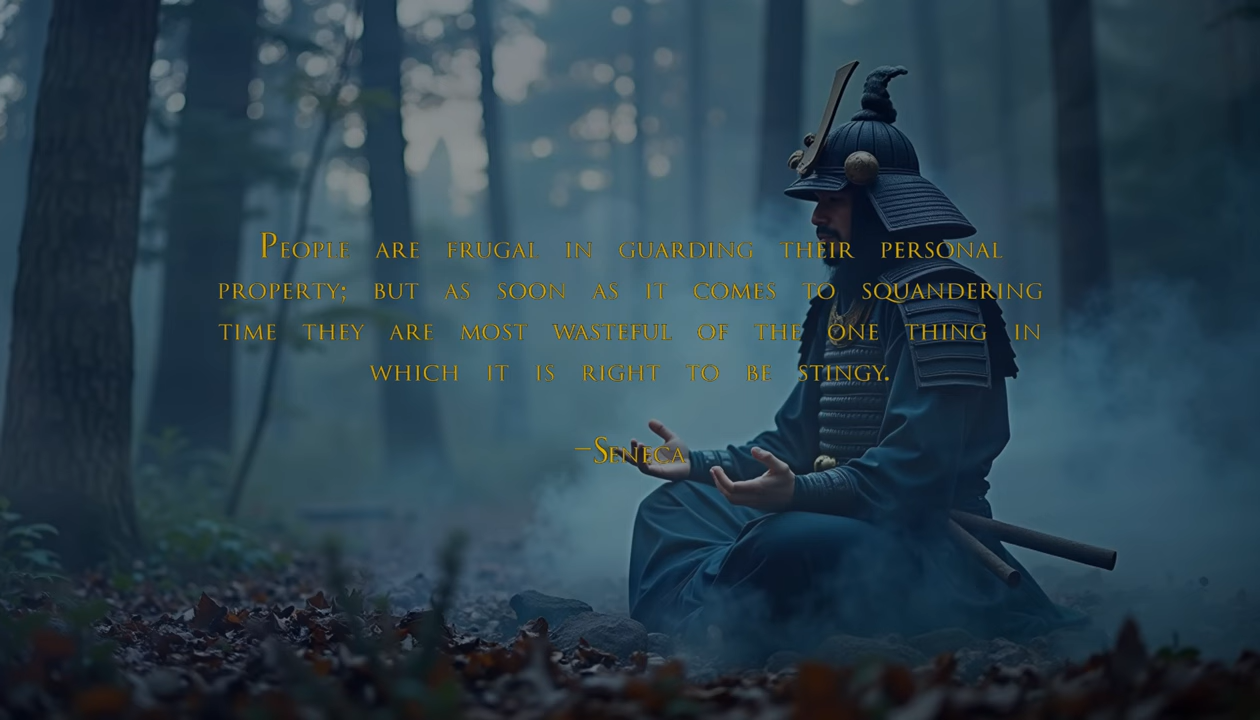 People are frugal in guarding their personal
property; but as soon as it comes to squandering
time they are most wasteful of the one thing in
which it is right to be stingy.
-Seneca